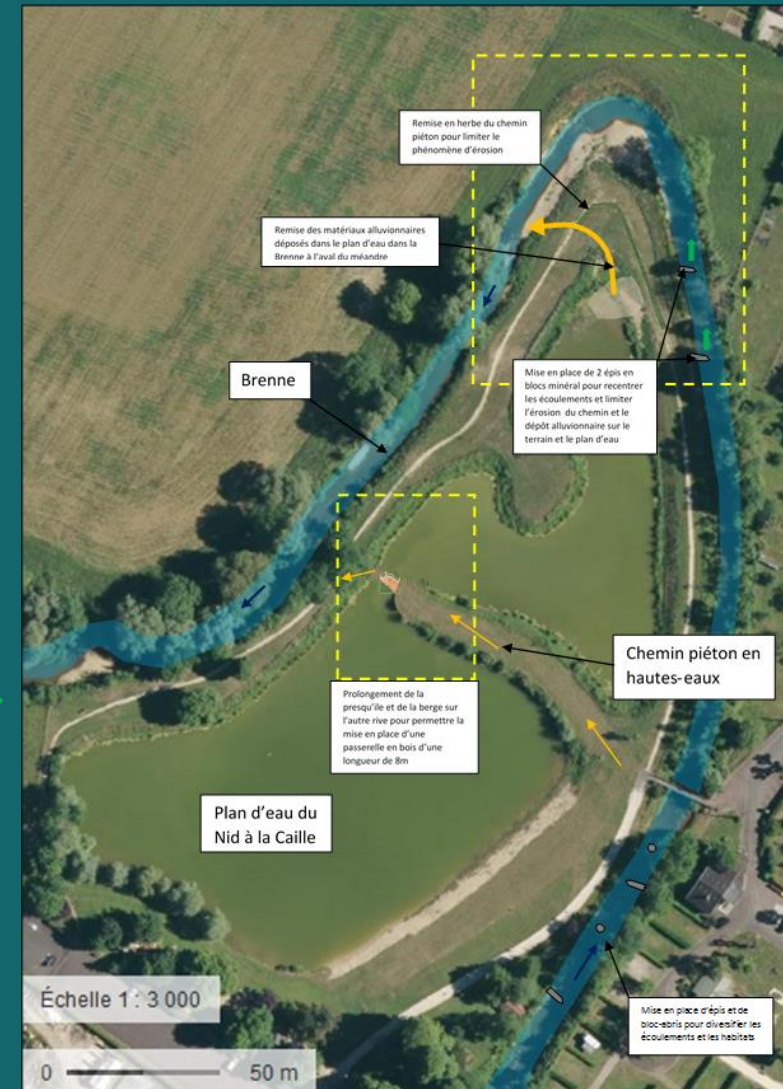 Remise en herbe du chemin
piéton pour limiter le
phénomène d'érosion
Remise des matériaux alluvionnaires
déposés dans le plan d'eau dans la
Brenne à l'aval du méandre
Brenne
Mise en place de 2 épis en
blocs minéral pour recentrer
les écoulements et limiter
l'érosion du chemin et le
dépôt alluvionnaire sur le
terrain et le plan d'eau
Chemin piéton en
hautes-eaux
Prolongement de la
presqu'ile et de la berge sur
l'autre rive pour permettre la
mise en place d'une
passerelle en bois d'une
longueur de 8m
Plan d'eau du
Nid à la Caille
Mise en place d'épis et de
bloc-abris pour diversifier les
écoulements et les habitats
Échelle 1 : 3 000
0 50 m